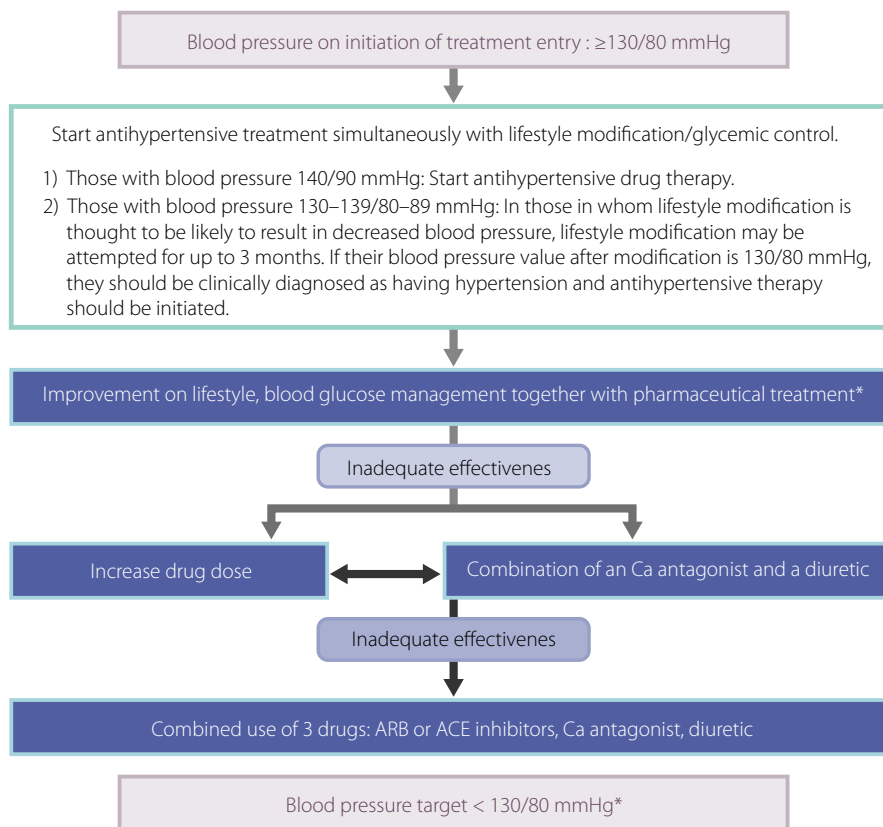 Blood pressure on initiation of treatment entry : ≥130/80 mmHg
Start antihypertensive treatment simultaneously with lifestyle modification/glycemic control.
1) Those with blood pressure 140/90 mmHg: Start antihypertensive drug therapy.
2) Those with blood pressure 130–139/80–89 mmHg: In those in whom lifestyle modification is
thought to be likely to result in decreased blood pressure, lifestyle modification may be
attempted for up to 3 months. If their blood pressure value after modification is 130/80 mmHg,
they should be clinically diagnosed as having hypertension and antihypertensive therapy
should be initiated.
Improvement on lifestyle, blood glucose management together with pharmaceutical treatment*
Inadequate effectivenes
Increase drug dose
Combination of an Ca antagonist and a diuretic
Inadequate effectivenes
Combined use of 3 drugs: ARB or ACE inhibitors, Ca antagonist, diuretic
Blood pressure target < 130/80 mmHg*